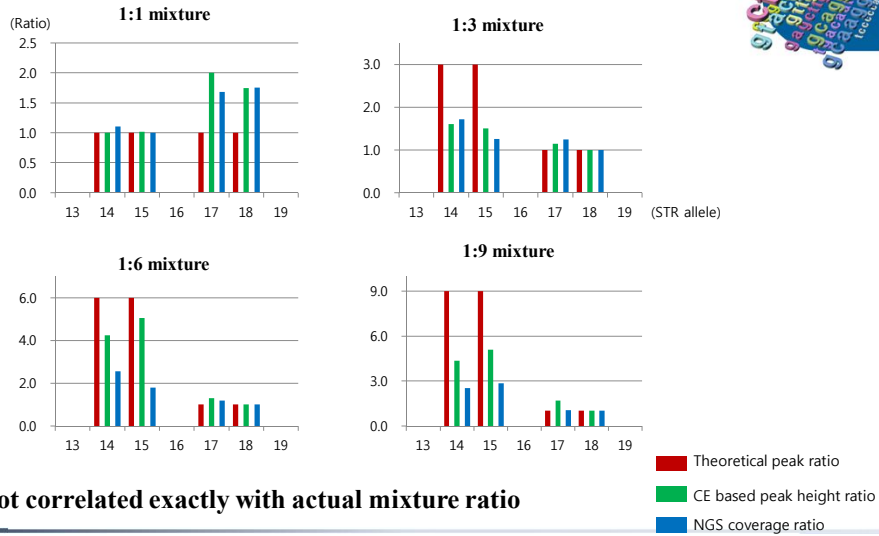 1:1 mixture
(Ratio)
2.5
2.0
1.5
1.0
0.5
0.0
13 14 15 16 17 18 19
1:3 mixture
3.0
2.0
1.0
0.0
13 14 15 16 17 18 19 (STR allele)
1:6 mixture
6.0
4.0
2.0
0.0
13 14 15 16 17 18 19
1:9 mixture
9.0
6.0
3.0
0.0
13 14 15 16 17 18 19
Theoretical peak ratio
CE based peak height ratio
NGS coverage ratio
correlated exactly with actual mixture ratio